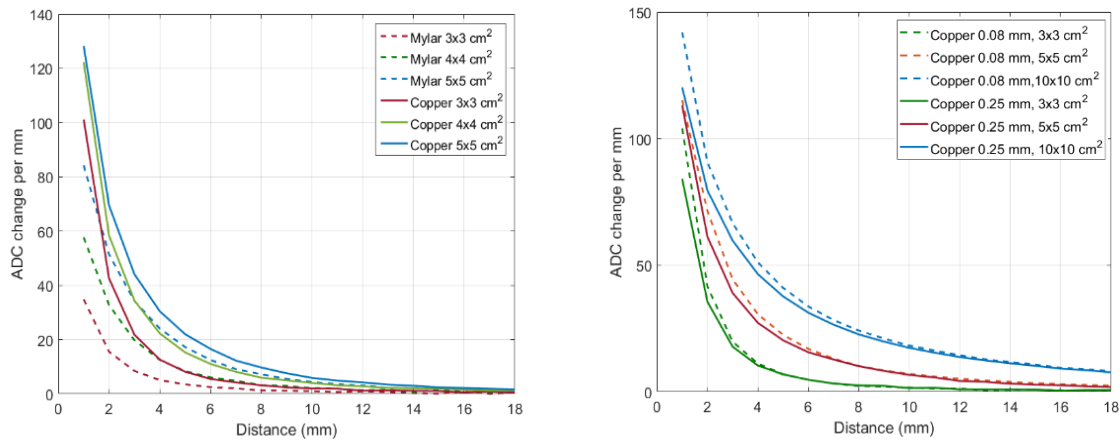 140
120
100
80
60
40
20
0
ADC change per mm
Mylar 3x3 cm²
Mylar 4x4 cm²
Mylar 5x5 cm²
Copper 3x3 cm²
Copper 4x4 cm²
Copper 5x5 cm²
0 2 4 6 8 10 12 14 16 18
Distance (mm)
150
100
50
0
ADC change per mm
Copper 0.08 mm, 3x3 cm²
Copper 0.08 mm, 5x5 cm²
Copper 0.08 mm,10x10 cm²
Copper 0.25 mm, 3x3 cm²
Copper 0.25 mm, 5x5 cm²
Copper 0.25 mm, 10x10 cm²
0 2 4 6 8 10 12 14 16 18
Distance (mm)